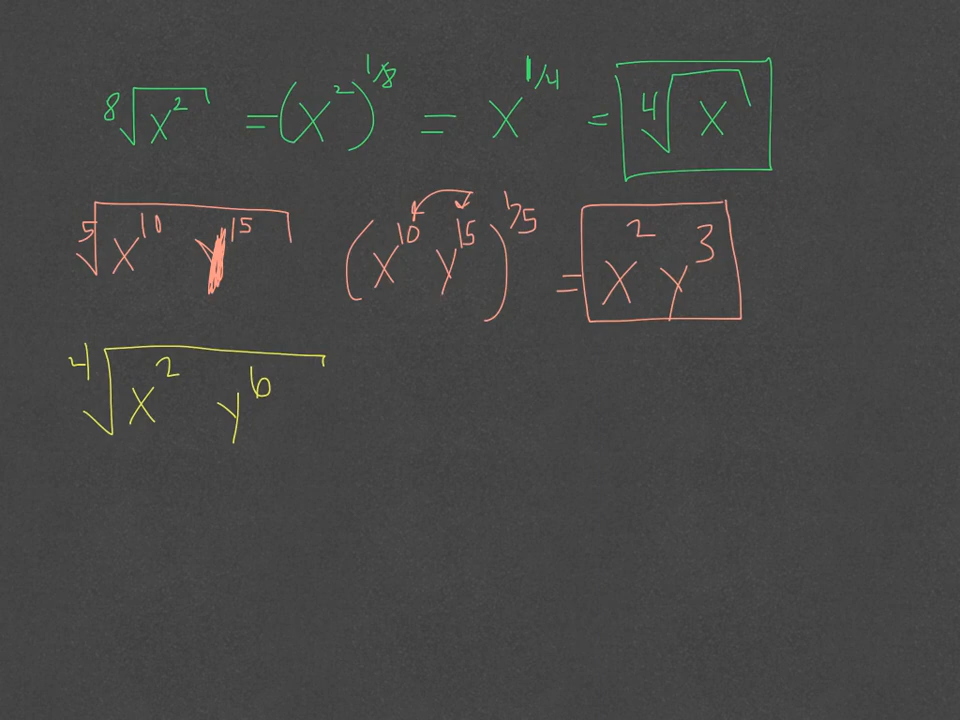 ⁸√x² = (x²)^1/8 = x^1/4 = ⁴√x
⁵√x¹⁰ y¹⁵ (x¹⁰ y¹⁵)^1/5 = x² y³
⁴√x² y⁶